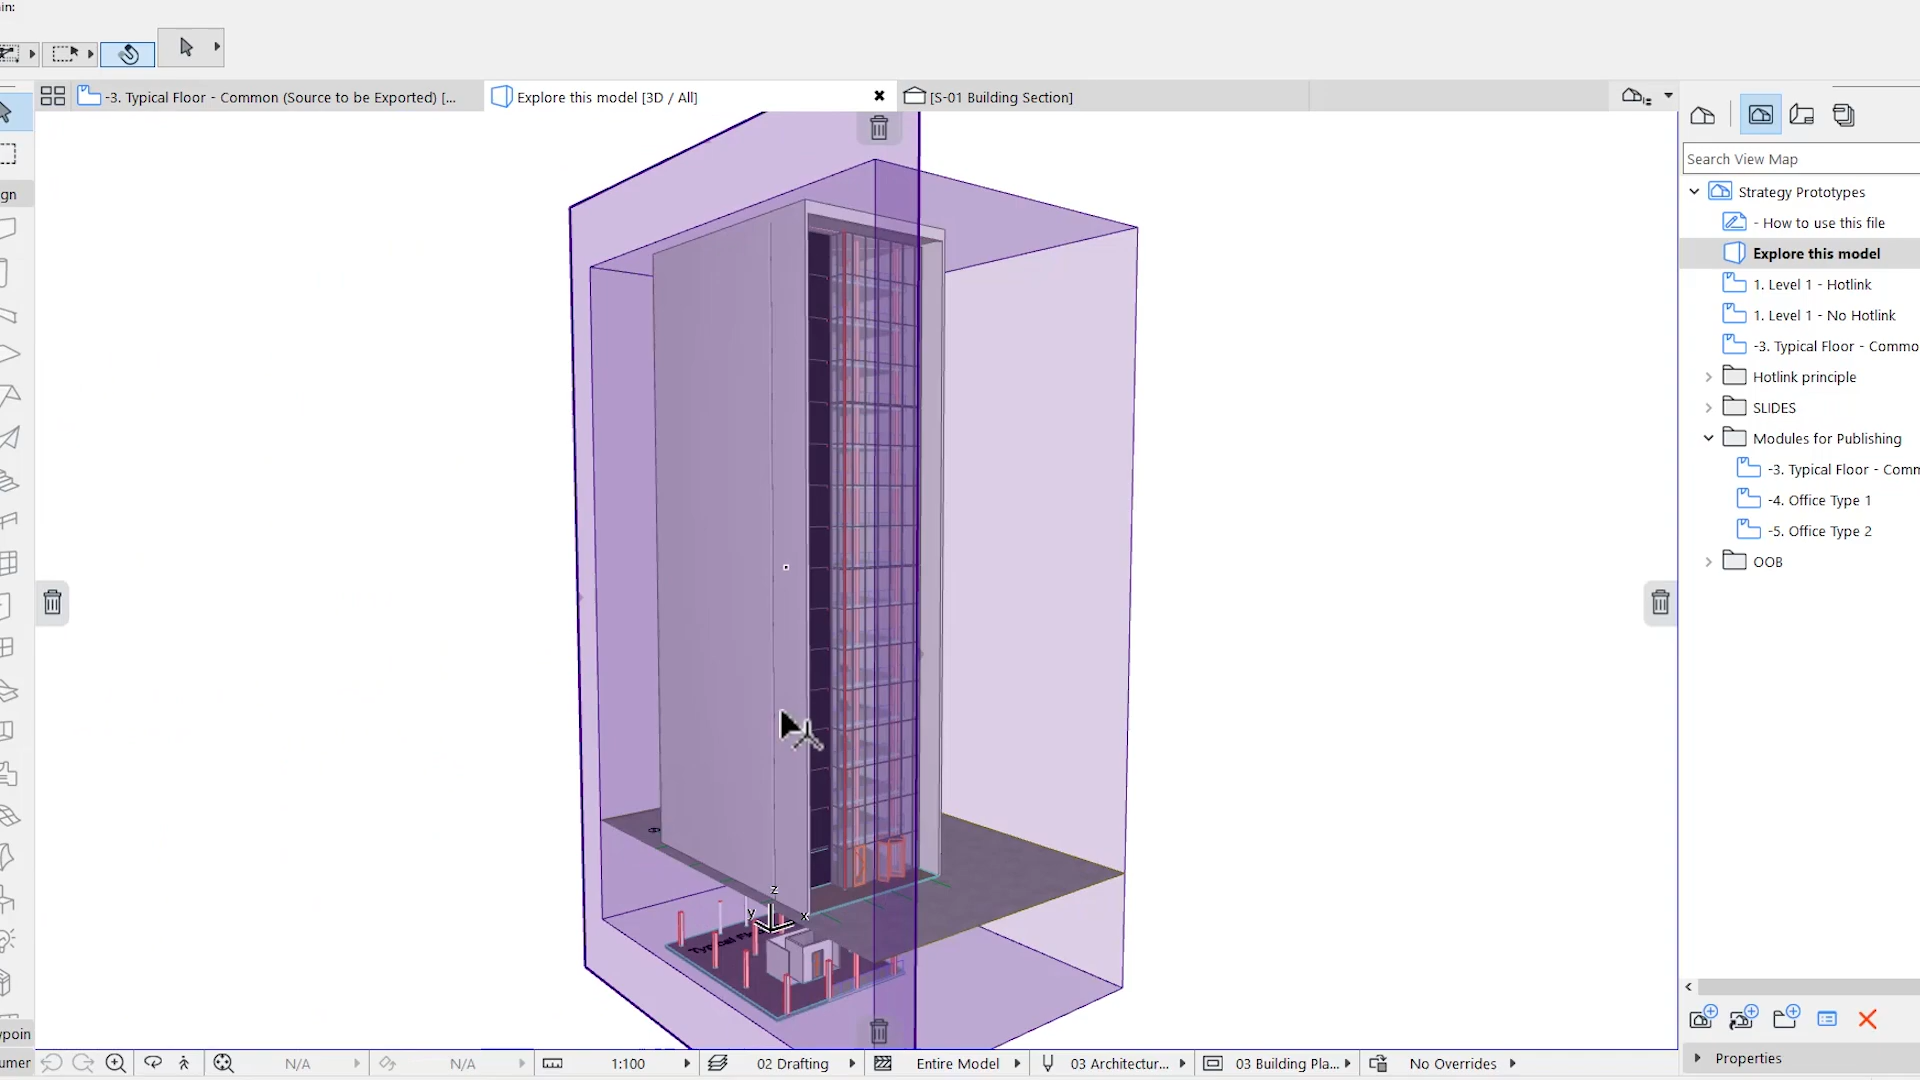 in:
-3. Typical Floor - Common (Source to be Exported) [...
Explore this model [3D / All]
[S-01 Building Section]
Search View Map
gn
Strategy Prototypes
- How to use this file
Explore this model
1. Level 1 - Hotlink
1. Level 1 - No Hotlink
-3. Typical Floor - Commo
Hotlink principle
SLIDES
Modules for Publishing
-3. Typical Floor - Comm
-4. Office Type 1
-5. Office Type 2
OOB
z
y
x
Typical
wpoin
umer
N/A
N/A
1:100
02 Drafting
Entire Model
03 Architectur...
03 Building Pla...
No Overrides
Properties